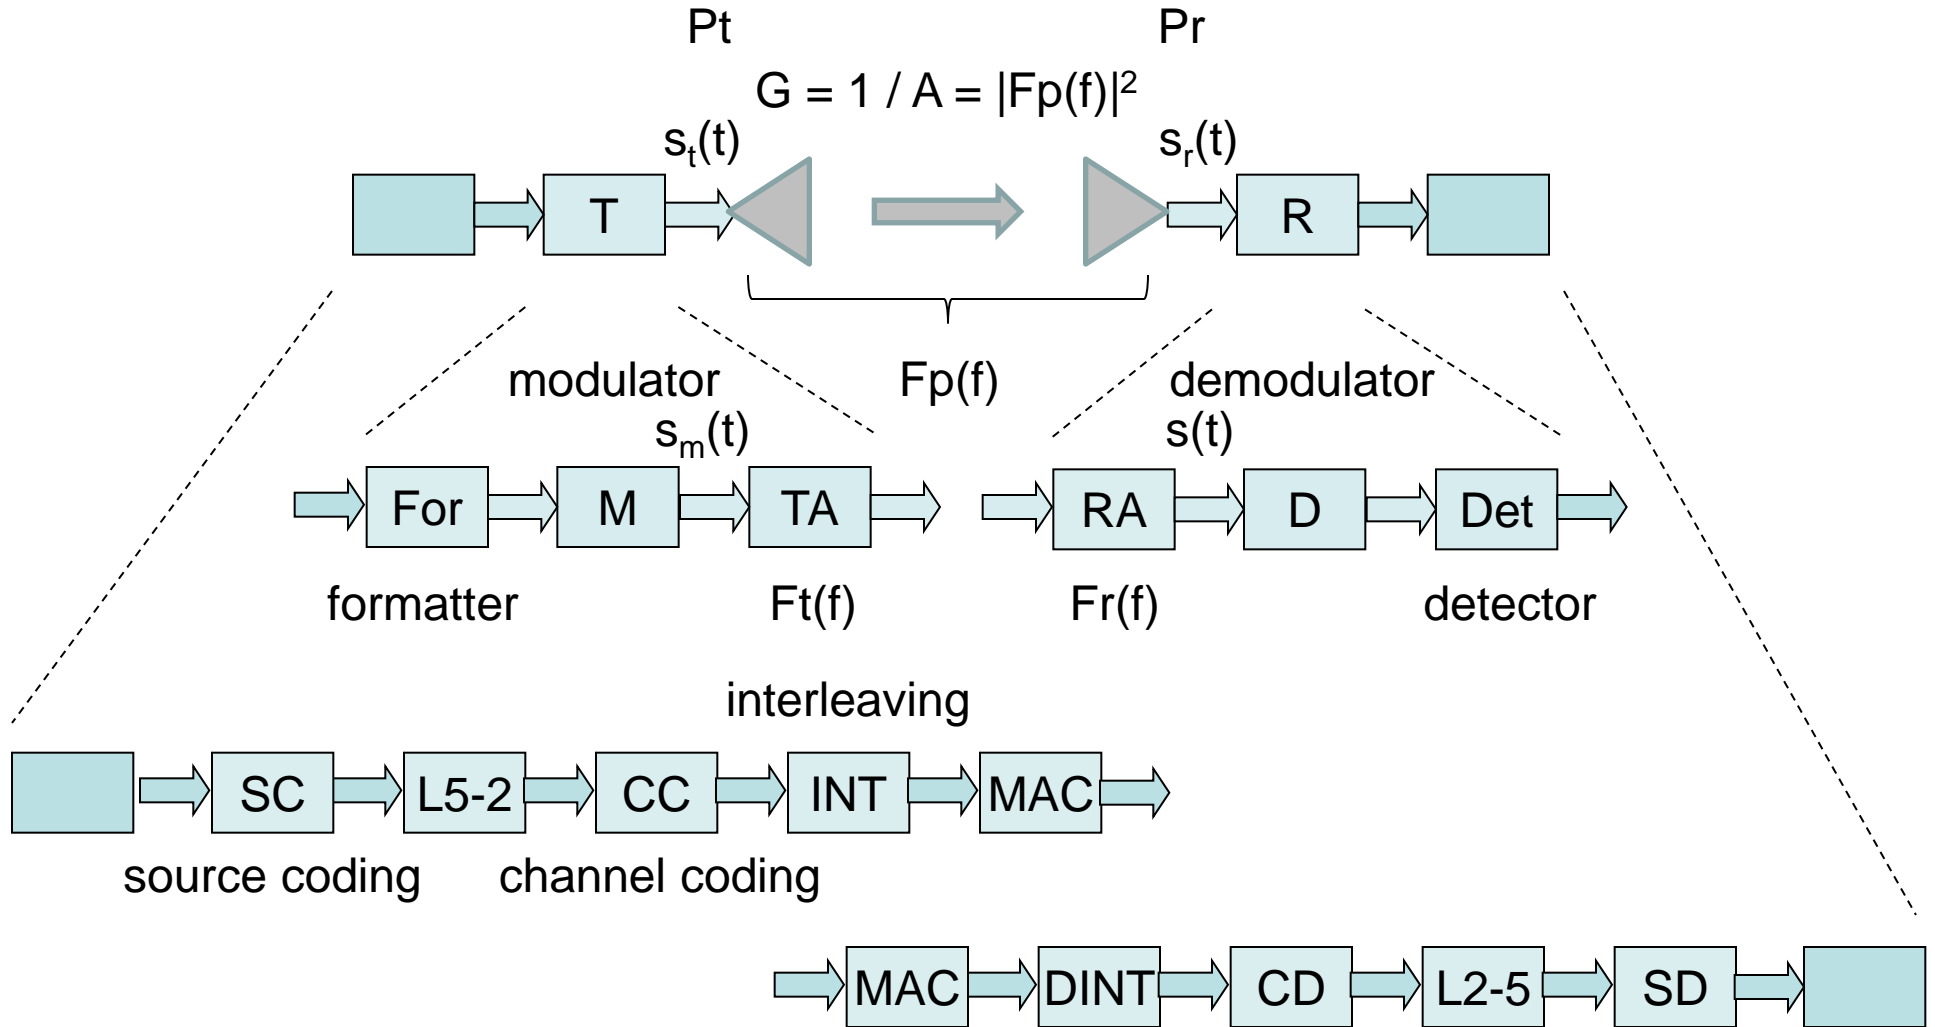 Pt Pr
G = 1 / A = |Fp(f)|²
sₜ(t) sᵣ(t)
T R
modulator Fp(f) demodulator
sₘ(t) s(t)
For M TA RA D Det
formatter Ft(f) Fr(f) detector
interleaving
SC L5-2 CC INT MAC
source coding channel coding
MAC DINT CD L2-5 SD